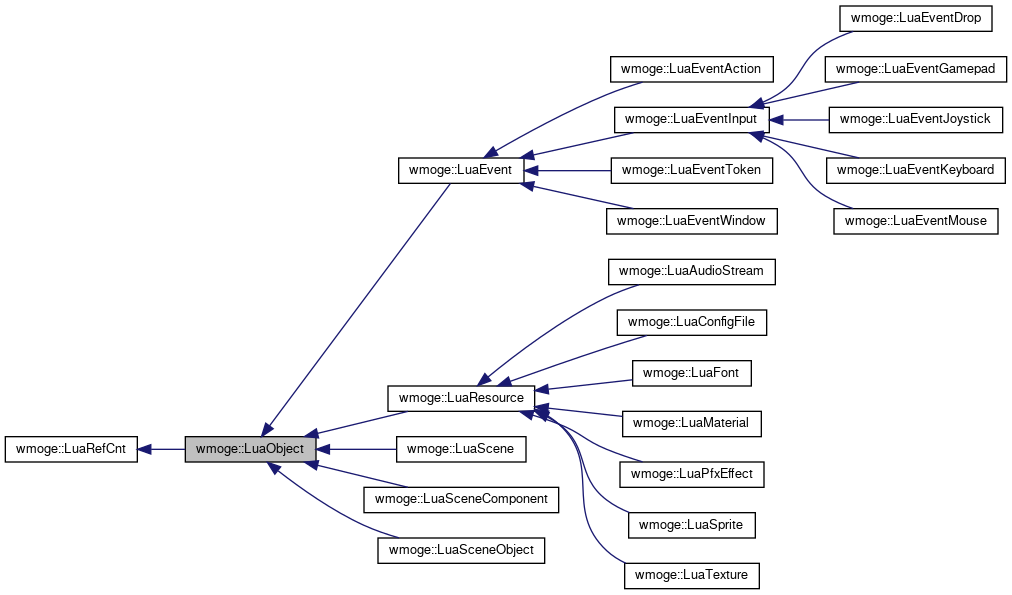 wmoge::LuaEventDrop
wmoge::LuaEventAction
wmoge::LuaEventGamepad
wmoge::LuaEventInput
wmoge::LuaEventJoystick
wmoge::LuaEvent
wmoge::LuaEventToken
wmoge::LuaEventKeyboard
wmoge::LuaEventWindow
wmoge::LuaEventMouse
wmoge::LuaAudioStream
wmoge::LuaConfigFile
wmoge::LuaFont
wmoge::LuaResource
wmoge::LuaMaterial
wmoge::LuaRefCnt
wmoge::LuaObject
wmoge::LuaScene
wmoge::LuaPfxEffect
wmoge::LuaSceneComponent
wmoge::LuaSprite
wmoge::LuaSceneObject
wmoge::LuaTexture